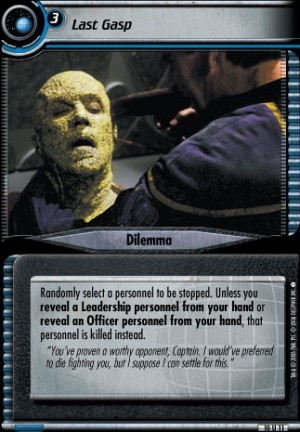 3
Last Gasp
Dilemma
Randomly select a personnel to be stopped. Unless you
reveal a Leadership personnel from your hand or
reveal an Officer personnel from your hand, that
personnel is killed instead.
"You've proven a worthy opponent, Captain. I would've preferred
to die fighting you, but I suppose I can settle for this."